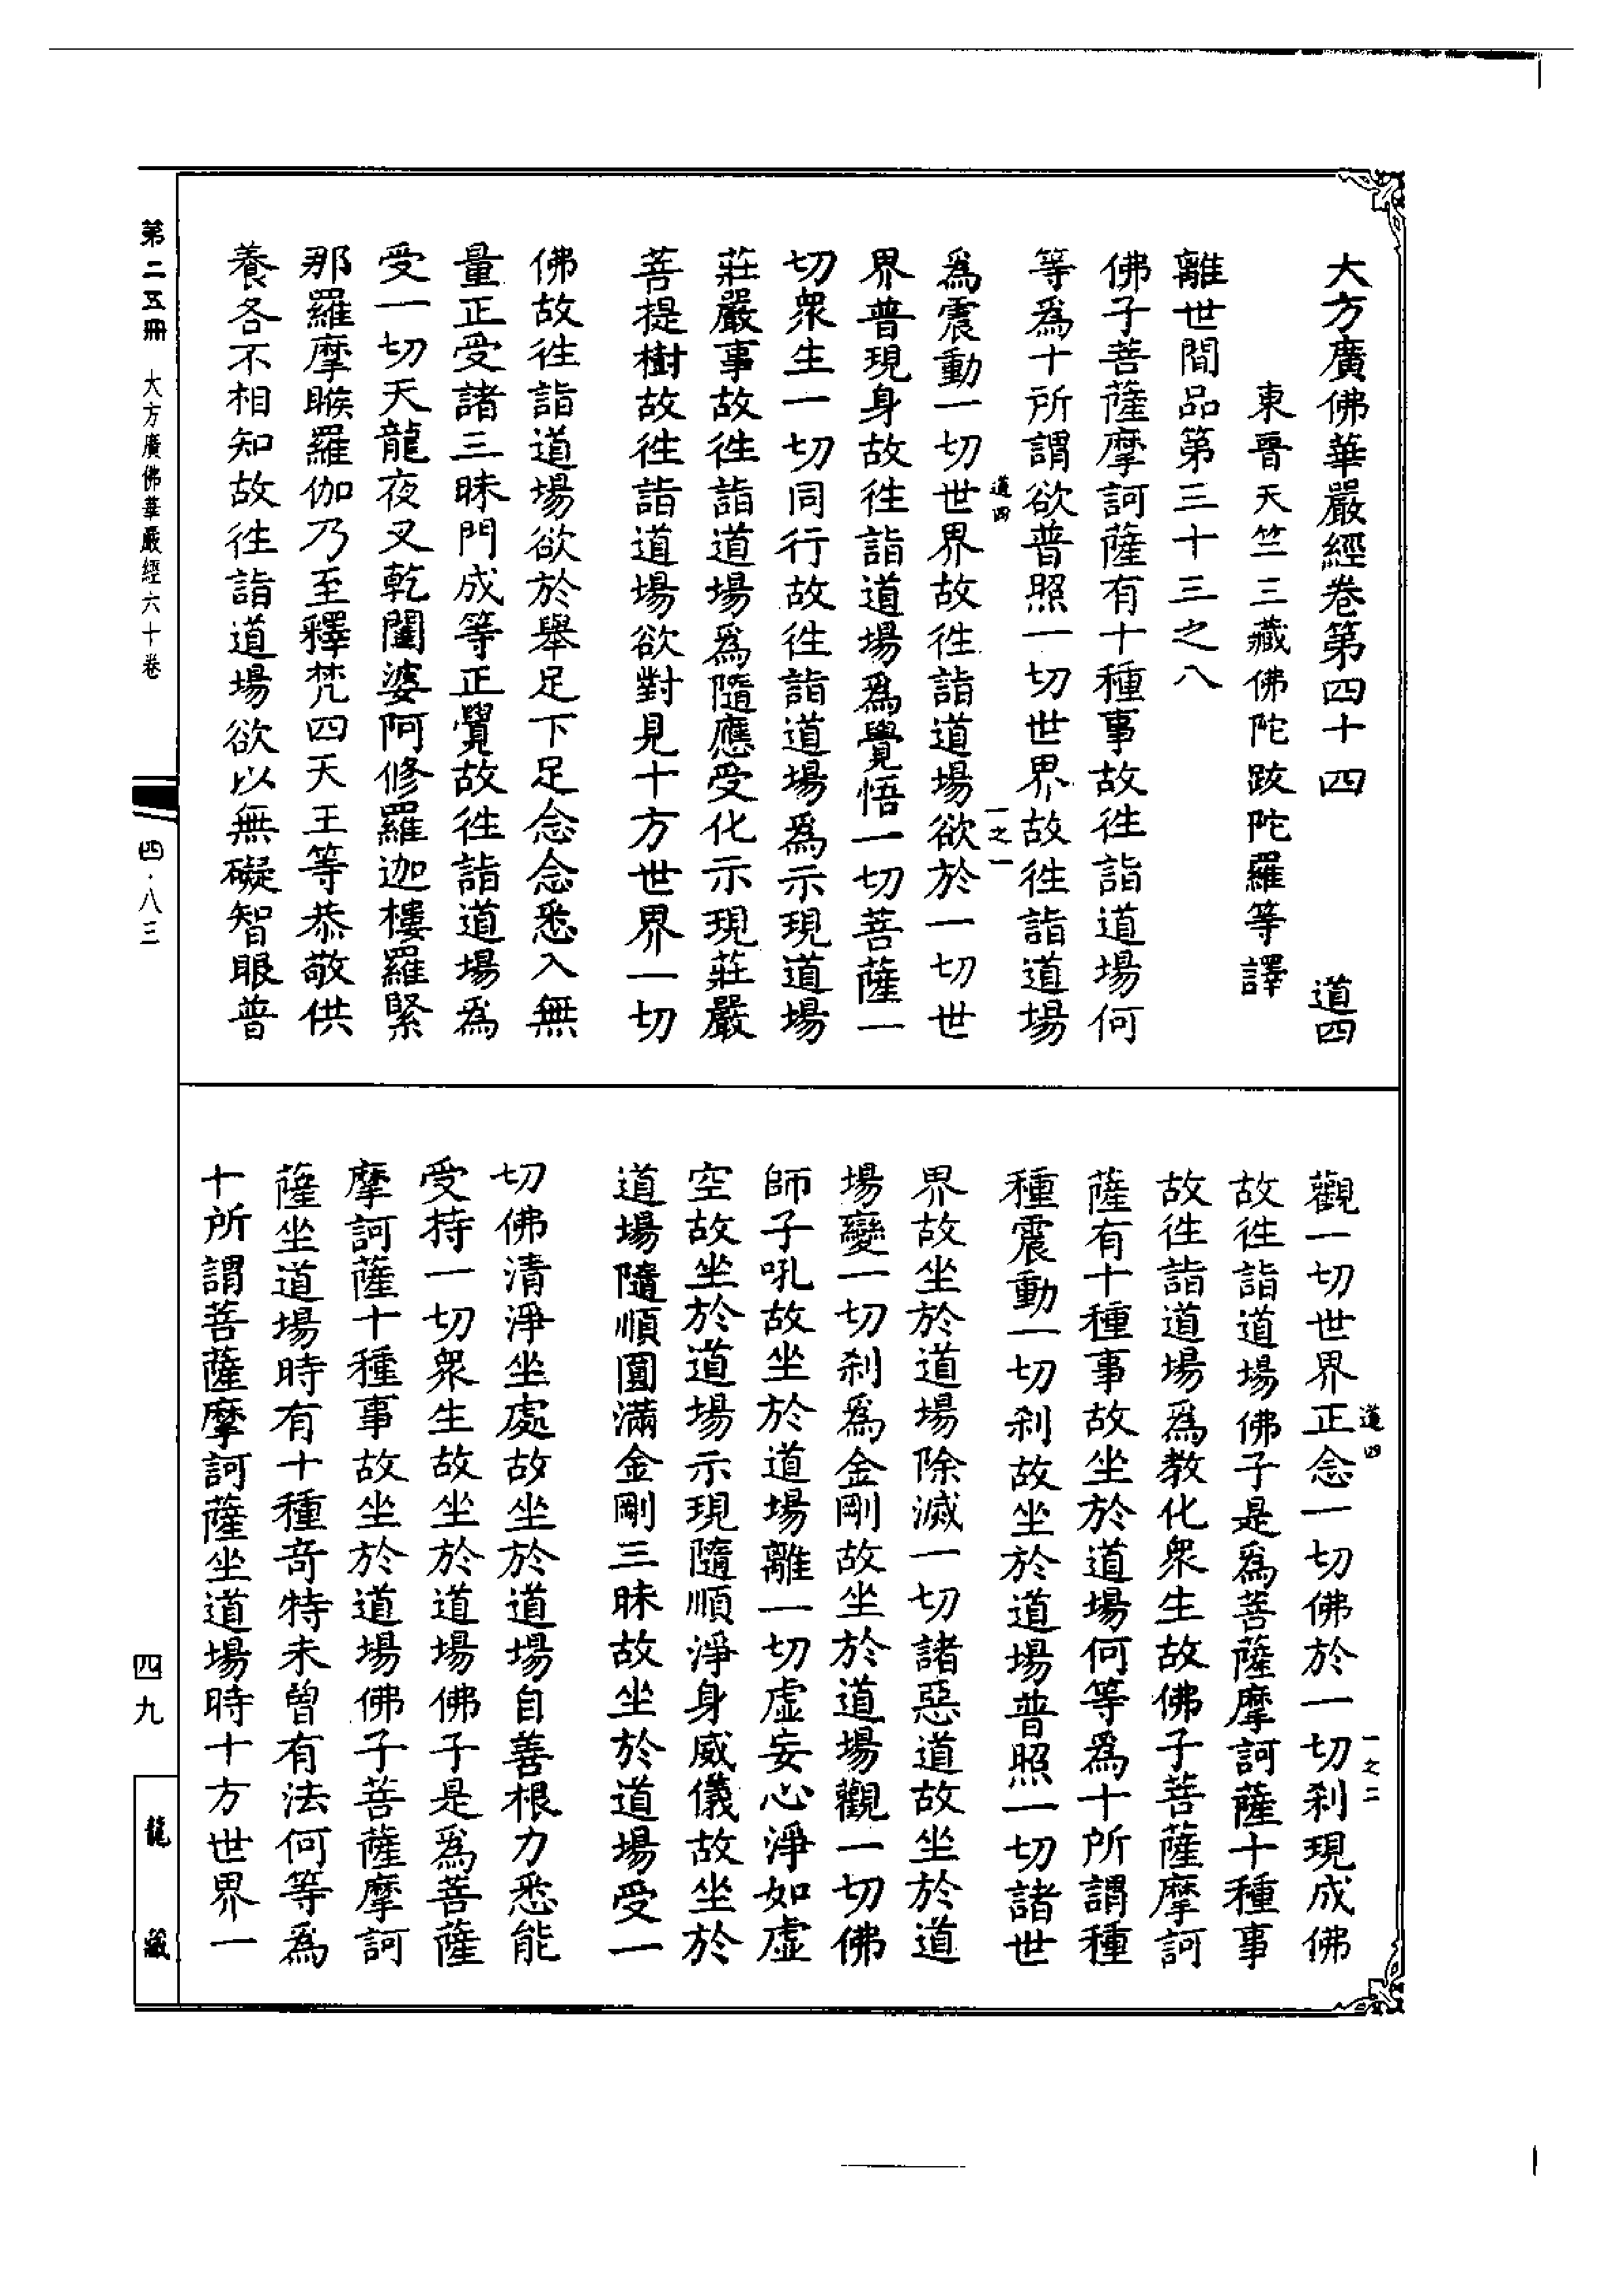 大方廣佛華嚴經卷第四十四　道四
東晉天竺三藏佛陀跋陀羅等譯
離世間品第三十三之八
佛子菩薩摩訶薩有十種事故往詣道場何
等爲十所謂欲普照一切世界故往詣道場
道四　一之一
爲震動一切世界故往詣道場欲於一切世
界普現身故往詣道場爲覺悟一切菩薩一
切衆生一切同行故往詣道場爲示現道場
莊嚴事故往詣道場爲隨應受化示現莊嚴
菩提樹故往詣道場欲對見十方世界一切
佛故往詣道場欲於舉足下足念念悉入無
量正受諸三昧門成等正覺故往詣道場爲
受一切天龍夜叉乾闥婆阿修羅迦樓羅緊
那羅摩睺羅伽乃至釋梵四天王等恭敬供
養各不相知故往詣道場欲以無礙智眼普
道四　一之二
觀一切世界正念一切佛於一切刹現成佛
故往詣道場佛子是爲菩薩摩訶薩十種事
故往詣道場爲教化衆生故佛子菩薩摩訶
薩有十種事故坐於道場何等爲十所謂種
種震動一切刹故坐於道場普照一切諸世
界故坐於道場除滅一切諸惡道故坐於道
場變一切刹爲金剛故坐於道場觀一切佛
師子吼故坐於道場離一切虛妄心淨如虛
空故坐於道場示現隨順淨身威儀故坐於
道場隨順圓滿金剛三昧故坐於道場受一
切佛清淨坐處故坐於道場自善根力悉能
受持一切衆生故坐於道場佛子是爲菩薩
摩訶薩十種事故坐於道場佛子菩薩摩訶
薩坐道場時有十種奇特未曾有法何等爲
十所謂菩薩摩訶薩坐道場時十方世界一
第二五冊　大方廣佛華嚴經六十卷　四·八三　四九　龍藏